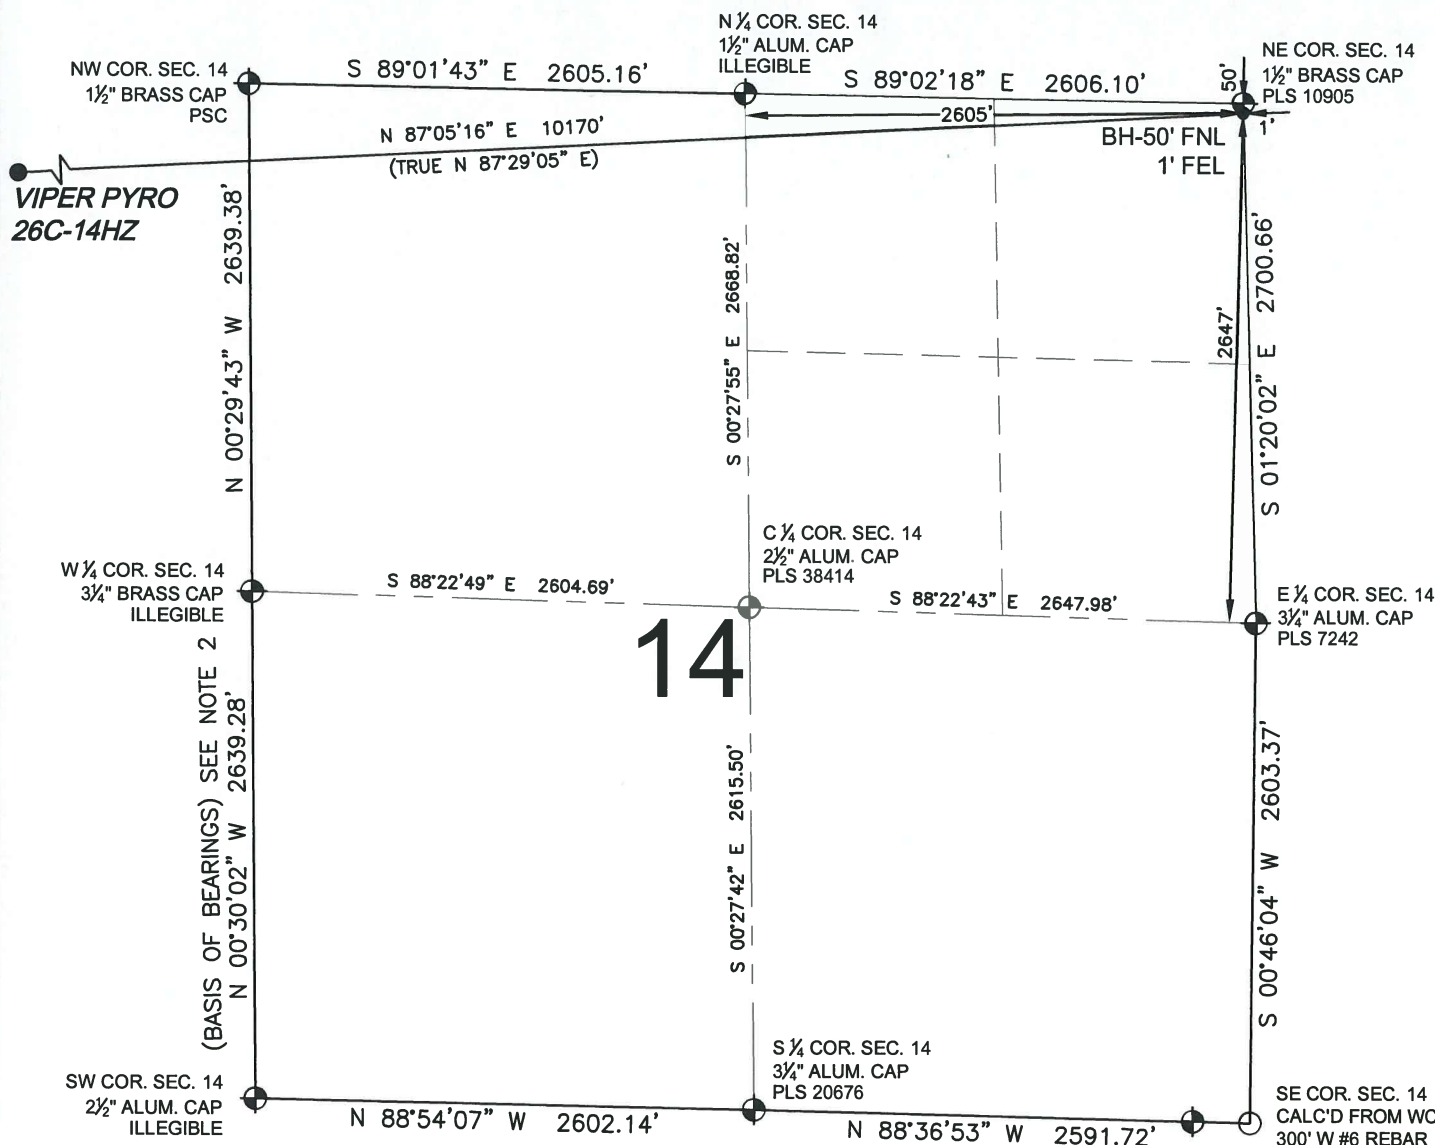 N ¼ COR. SEC. 14
1½" ALUM. CAP
ILLEGIBLE
NW COR. SEC. 14
1½" BRASS CAP
PSC
S 89°01'43" E 2605.16'
S 89°02'18" E 2606.10'
50'
NE COR. SEC. 14
1½" BRASS CAP
PLS 10905
2605'
1'
BH-50' FNL
1' FEL
N 87°05'16" E 10170'
(TRUE N 87°29'05" E)
VIPER PYRO
26C-14HZ
N 00°29'43" W 2639.38'
S 00°27'55" E 2668.82'
2647'
S 01°20'02" E 2700.66'
C ¼ COR. SEC. 14
2½" ALUM. CAP
PLS 38414
W ¼ COR. SEC. 14
3¼" BRASS CAP
ILLEGIBLE
S 88°22'49" E 2604.69'
S 88°22'43" E 2647.98'
E ¼ COR. SEC. 14
3¼" ALUM. CAP
PLS 7242
14
(BASIS OF BEARINGS) SEE NOTE 2
N 00°30'02" W 2639.28'
S 00°27'42" E 2615.50'
S 00°46'04" W 2603.37'
S ¼ COR. SEC. 14
3¼" ALUM. CAP
PLS 20676
SW COR. SEC. 14
2½" ALUM. CAP
ILLEGIBLE
N 88°54'07" W 2602.14'
N 88°36'53" W 2591.72'
SE COR. SEC. 14
CALC'D FROM WC
300' W #6 REBAR